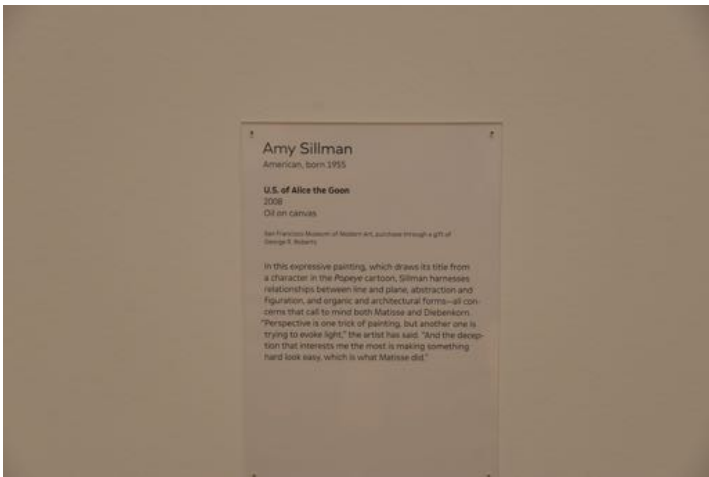 Amy Sillman
American, born 1955
U.S. of Alice the Goon
2008
Oil on canvas
San Francisco Museum of Modern Art, purchase through a gift of
George R. Roberts
In this expressive painting, which draws its title from
a character in the Popeye cartoon, Sillman harnesses
relationships between line and plane, abstraction and
figuration, and organic and architectural forms—all con-
cerns that call to mind both Matisse and Diebenkorn.
"Perspective is one trick of painting, but another one is
trying to evoke light," the artist has said. "And the decep-
tion that interests me the most is making something
hard look easy, which is what Matisse did."